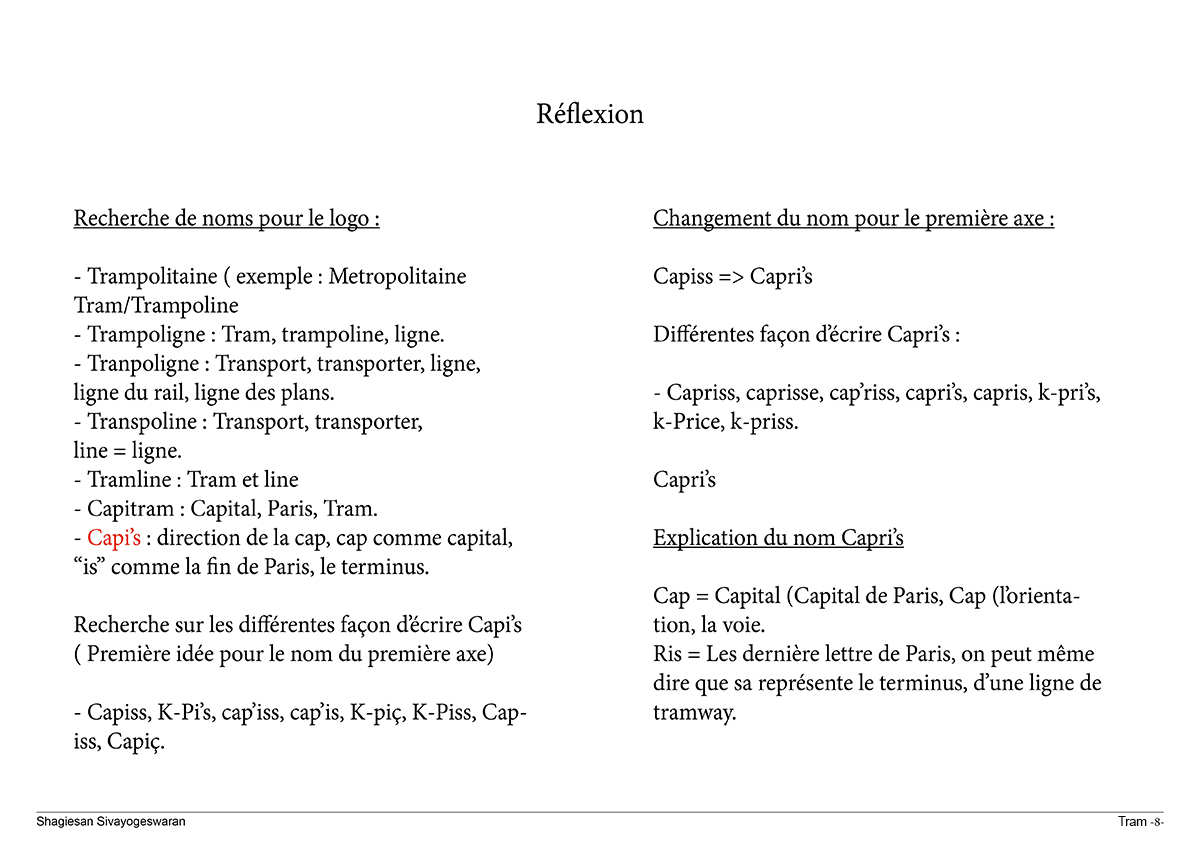 Réflexion
Recherche de noms pour le logo :
- Trampolitaine ( exemple : Metropolitaine
Tram/Trampoline
- Trampoligne : Tram, trampoline, ligne.
- Tranpoligne : Transport, transporter, ligne,
ligne du rail, ligne des plans.
- Transpoline : Transport, transporter,
line = ligne.
- Tramline : Tram et line
- Capitram : Capital, Paris, Tram.
- Capi’s : direction de la cap, cap comme capital,
“is” comme la fin de Paris, le terminus.
Recherche sur les différentes façon d’écrire Capi’s
( Première idée pour le nom du première axe)
- Capiss, K-Pi’s, cap’iss, cap’is, K-piç, K-Piss, Cap-
iss, Capiç.
Changement du nom pour le première axe :
Capiss => Capri’s
Différentes façon d’écrire Capri’s :
- Capriss, caprisse, cap’riss, capri’s, capris, k-pri’s,
k-Price, k-priss.
Capri’s
Explication du nom Capri’s
Cap = Capital (Capital de Paris, Cap (l’orienta-
tion, la voie.
Ris = Les dernière lettre de Paris, on peut même
dire que sa représente le terminus, d’une ligne de
tramway.
Shagiesan Sivayogeswaran
Tram -8-